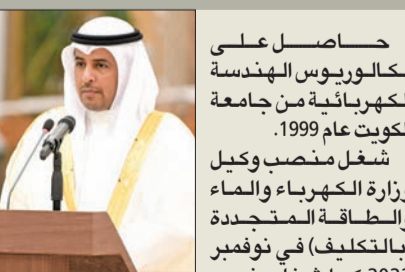 حاصل على
بكالوريوس الهندسة
الكهربائية من جامعة
الكويت عام 1999.
شغل منصب وكيل
وزارة الكهرباء والماء
والطاقة المتجددة
(بالتكليف) في نوفمبر